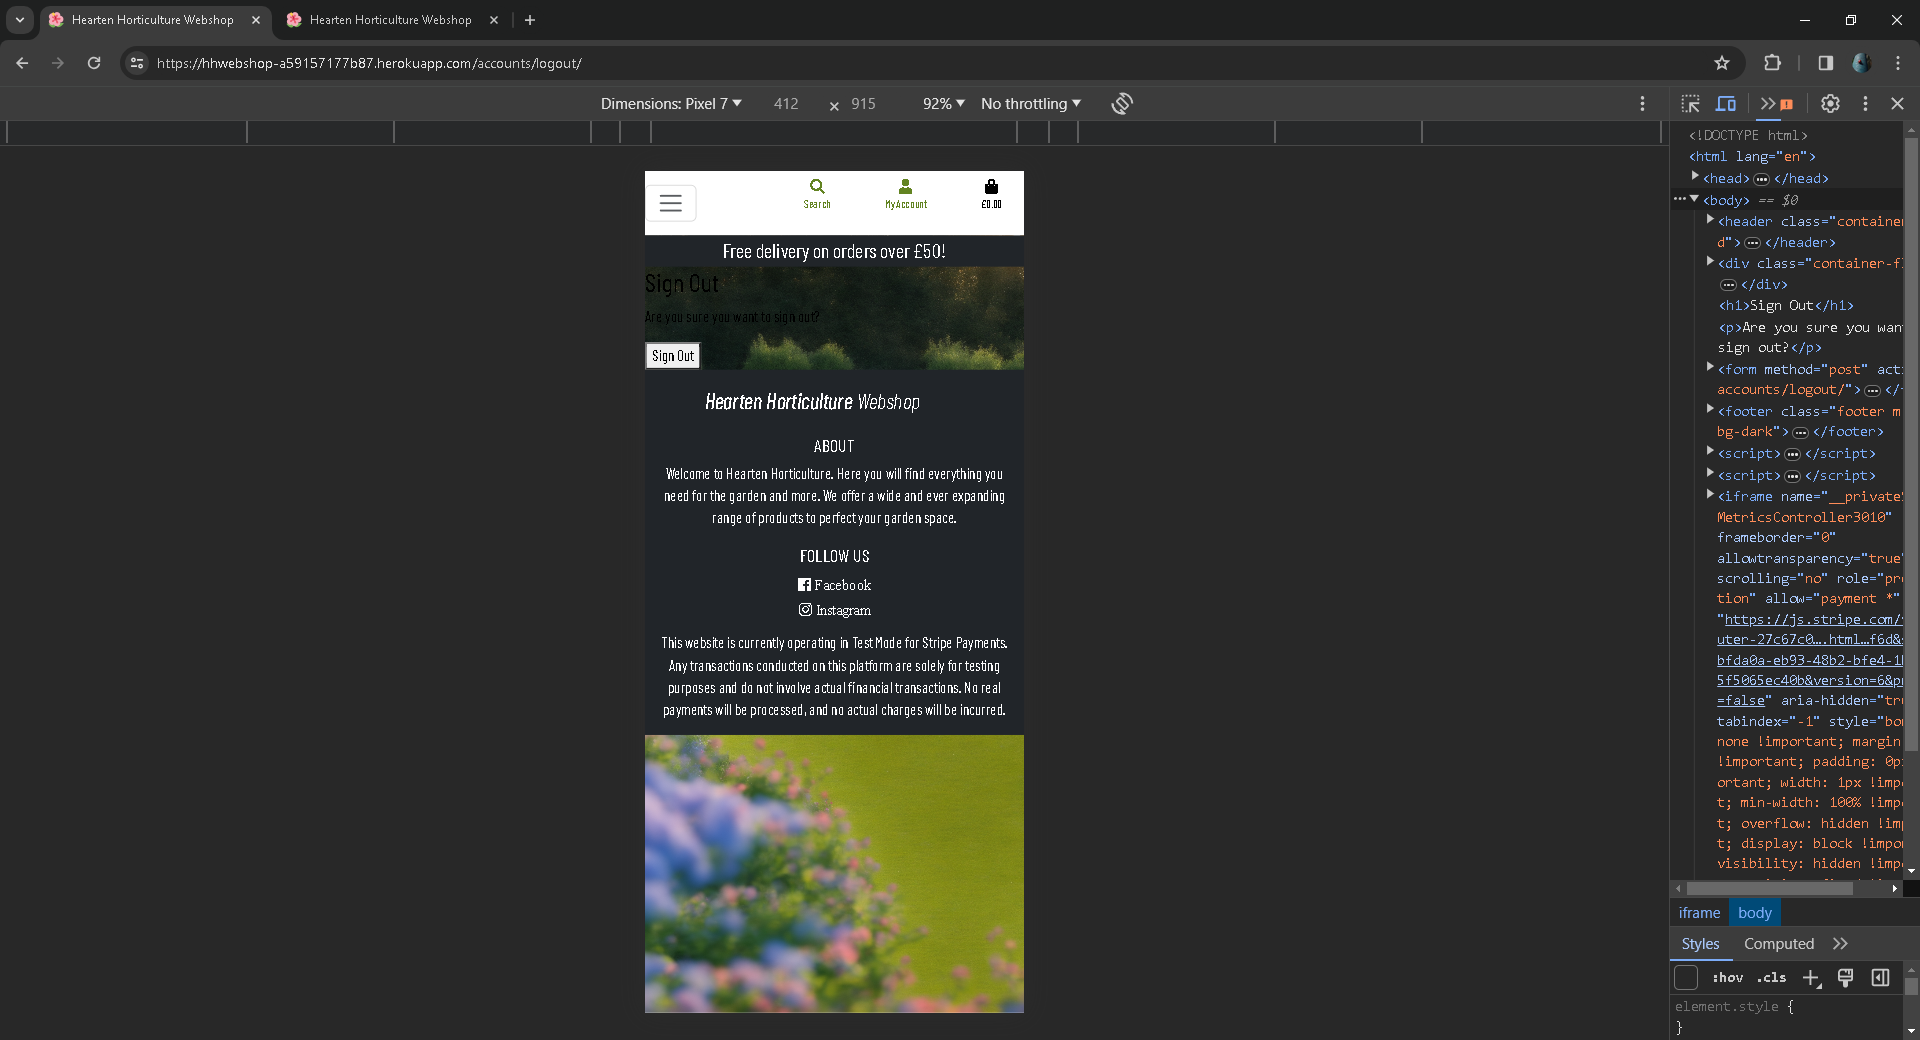 Hearten Horticulture Webshop
Hearten Horticulture Webshop
https://hhwebshop-a59157177b87.herokuapp.com/accounts/logout/
Dimensions: Pixel 7 412 × 915 92% No throttling
Search
My Account
£0.00
Free delivery on orders over £50!
Sign Out
Are you sure you want to sign out?
Sign Out
Hearten Horticulture Webshop
ABOUT
Welcome to Hearten Horticulture. Here you will find everything you
need for the garden and more. We offer a wide and ever expanding
range of products to perfect your garden space.
FOLLOW US
Facebook
Instagram
This website is currently operating in Test Mode for Stripe Payments.
Any transactions conducted on this platform are solely for testing
purposes and do not involve actual financial transactions. No real
payments will be processed, and no actual charges will be incurred.
<!DOCTYPE html>
<html lang="en">
<head> ••• </head>
••• <body> == $0
<header class="containe
d"> ••• </header>
<div class="container-f
••• </div>
<h1>Sign Out</h1>
<p>Are you sure you wan
sign out?</p>
<form method="post" act
accounts/logout/"> ••• </
<footer class="footer m
bg-dark"> ••• </footer>
<script> ••• </script>
<script> ••• </script>
<iframe name="__private
MetricsController3010"
frameborder="0"
allowtransparency="true
scrolling="no" role="pr
tion" allow="payment *"
"https://js.stripe.com/
uter-27c67c0….html…f6d&
bfda0a-eb93-48b2-bfe4-1
5f5065ec40b&version=6&p
=false" aria-hidden="tr
tabindex="-1" style="bo
none !important; margin
!important; padding: 0p
ortant; width: 1px !imp
t; min-width: 100% !imp
t; overflow: hidden !im
t; display: block !impo
visibility: hidden !imp
iframe body
Styles Computed
:hov .cls
element.style {
}